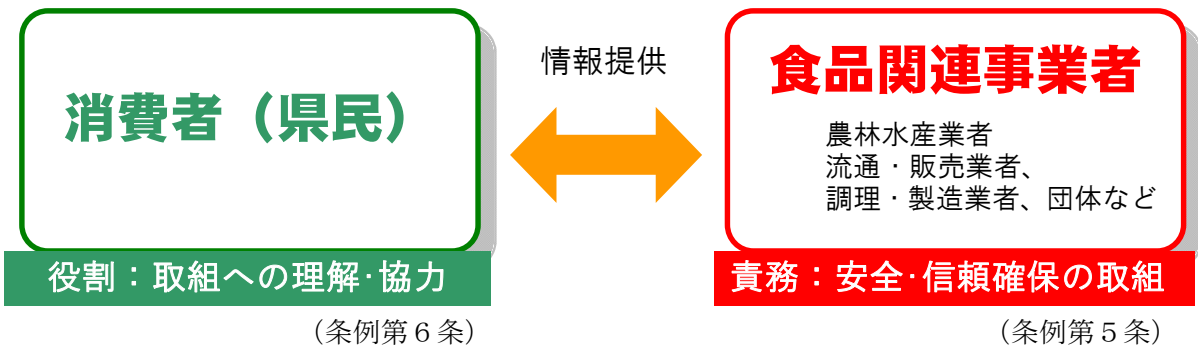 消費者（県民）
役割：取組への理解･協力
（条例第６条）
情報提供
食品関連事業者
農林水産業者
流通・販売業者、
調理・製造業者、団体など
責務：安全･信頼確保の取組
（条例第５条）